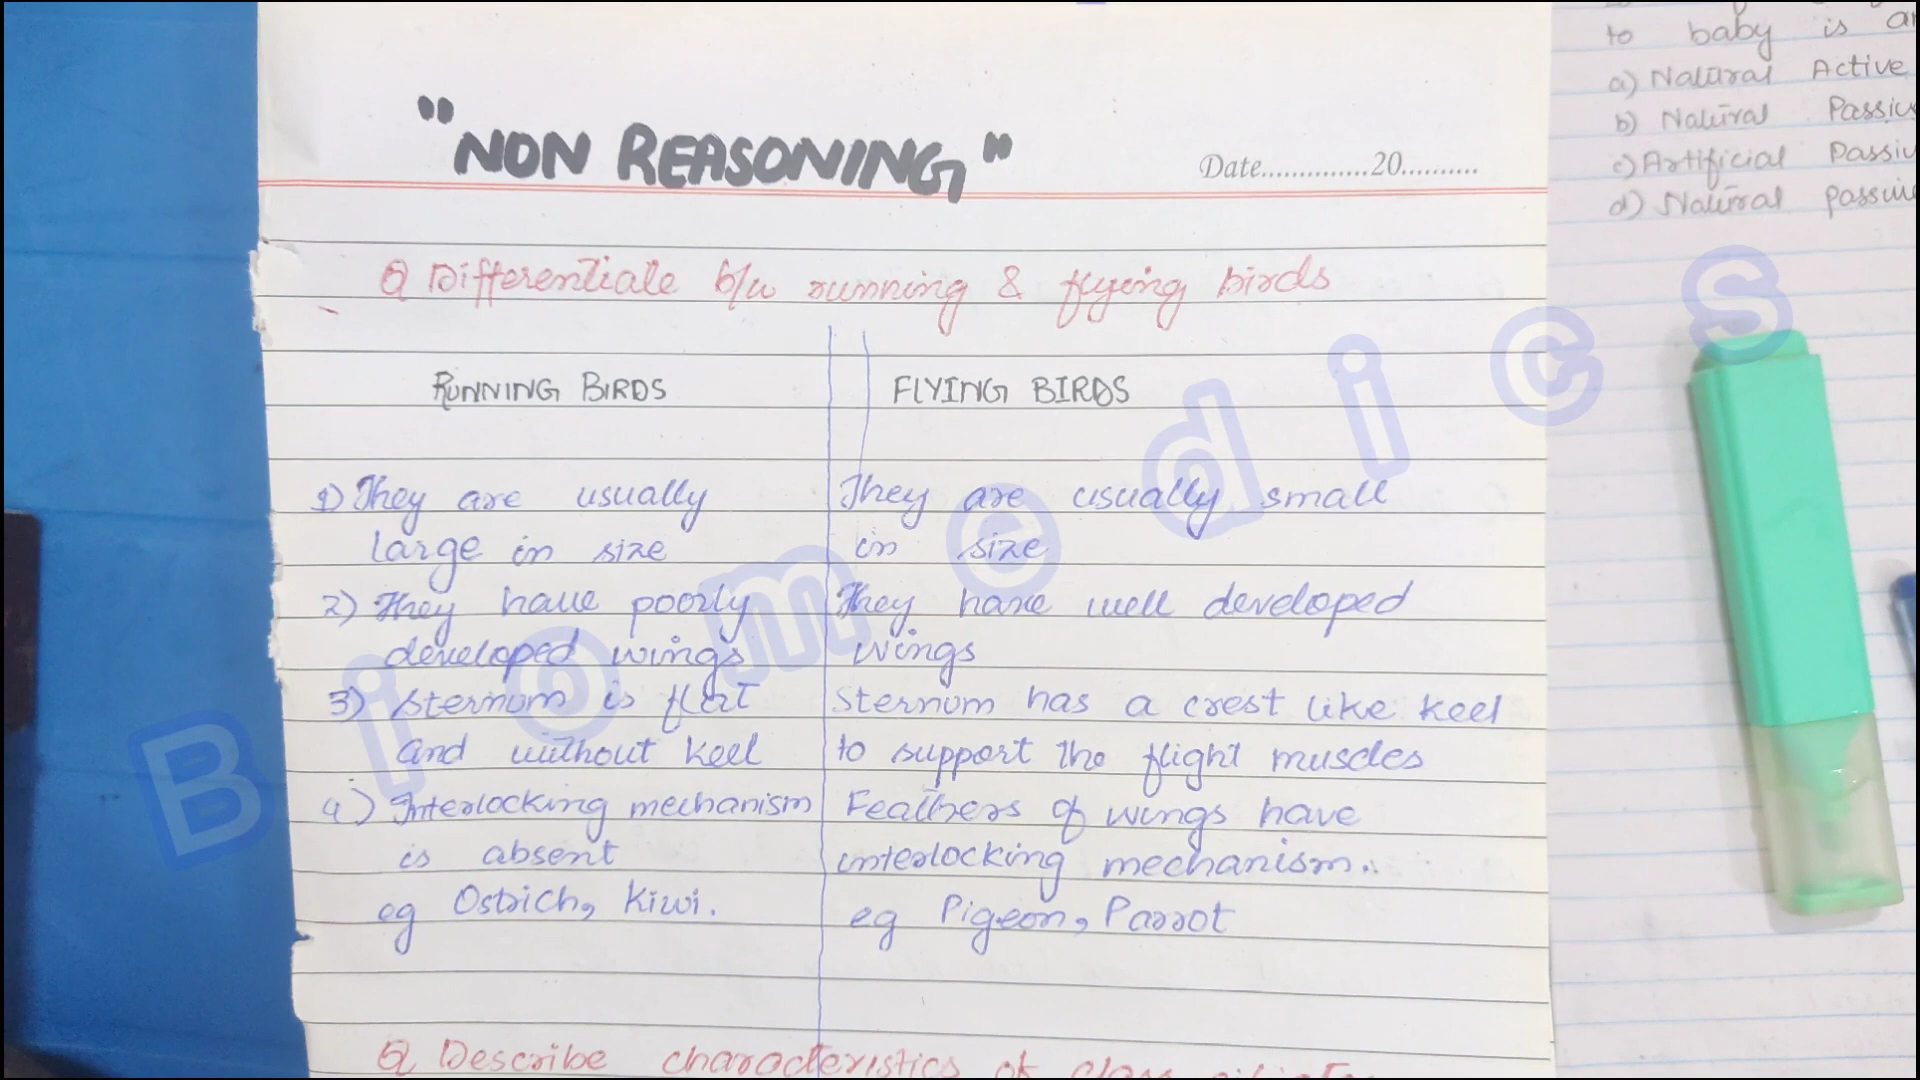 "NON REASONING"
Date..............20..........
Q Differentiate b/w running & flying birds
RUNNING BIRDS
FLYING BIRDS
1) They are usually
large in size
2) They have poorly
developed wings
3) Sternum is flat
and without keel
4) Interlocking mechanism
is absent
eg Ostrich, Kiwi.
They are usually small
in size
They have well developed
wings
Sternum has a crest like keel
to support the flight muscles
Feathers of wings have
interlocking mechanism.
eg Pigeon, Parrot
Q Describe characteristics of class
to baby is
a) Natural Active
b) Natural
c) Artificial
d) Natural
Biomedics